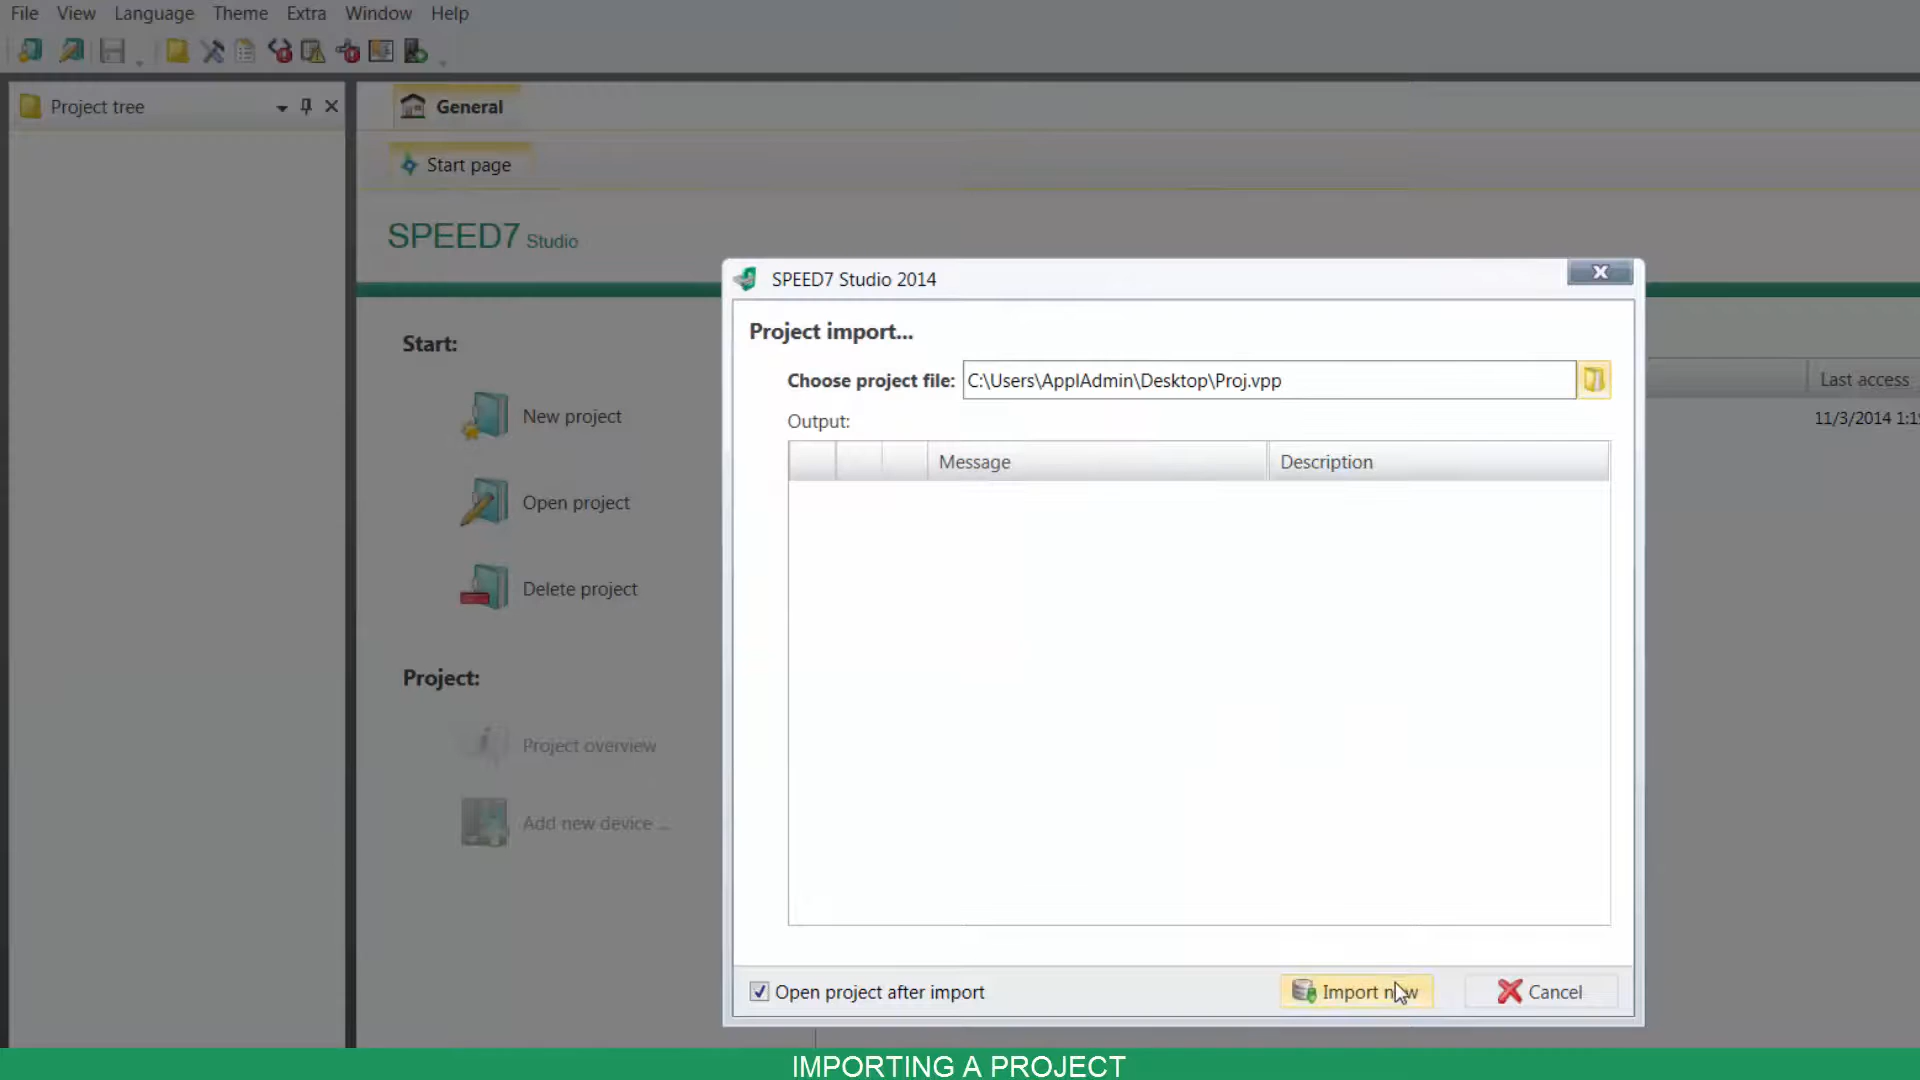 File View Language Theme Extra Window Help
Project tree
General
Start page
SPEED7 Studio
Start:
New project
Open project
Delete project
Project:
Project overview
Add new device ...
Last access
11/3/2014 1:1
SPEED7 Studio 2014
Project import...
Choose project file: C:\Users\ApplAdmin\Desktop\Proj.vpp
Output:
Message Description
Open project after import
Import now
Cancel
IMPORTING A PROJECT